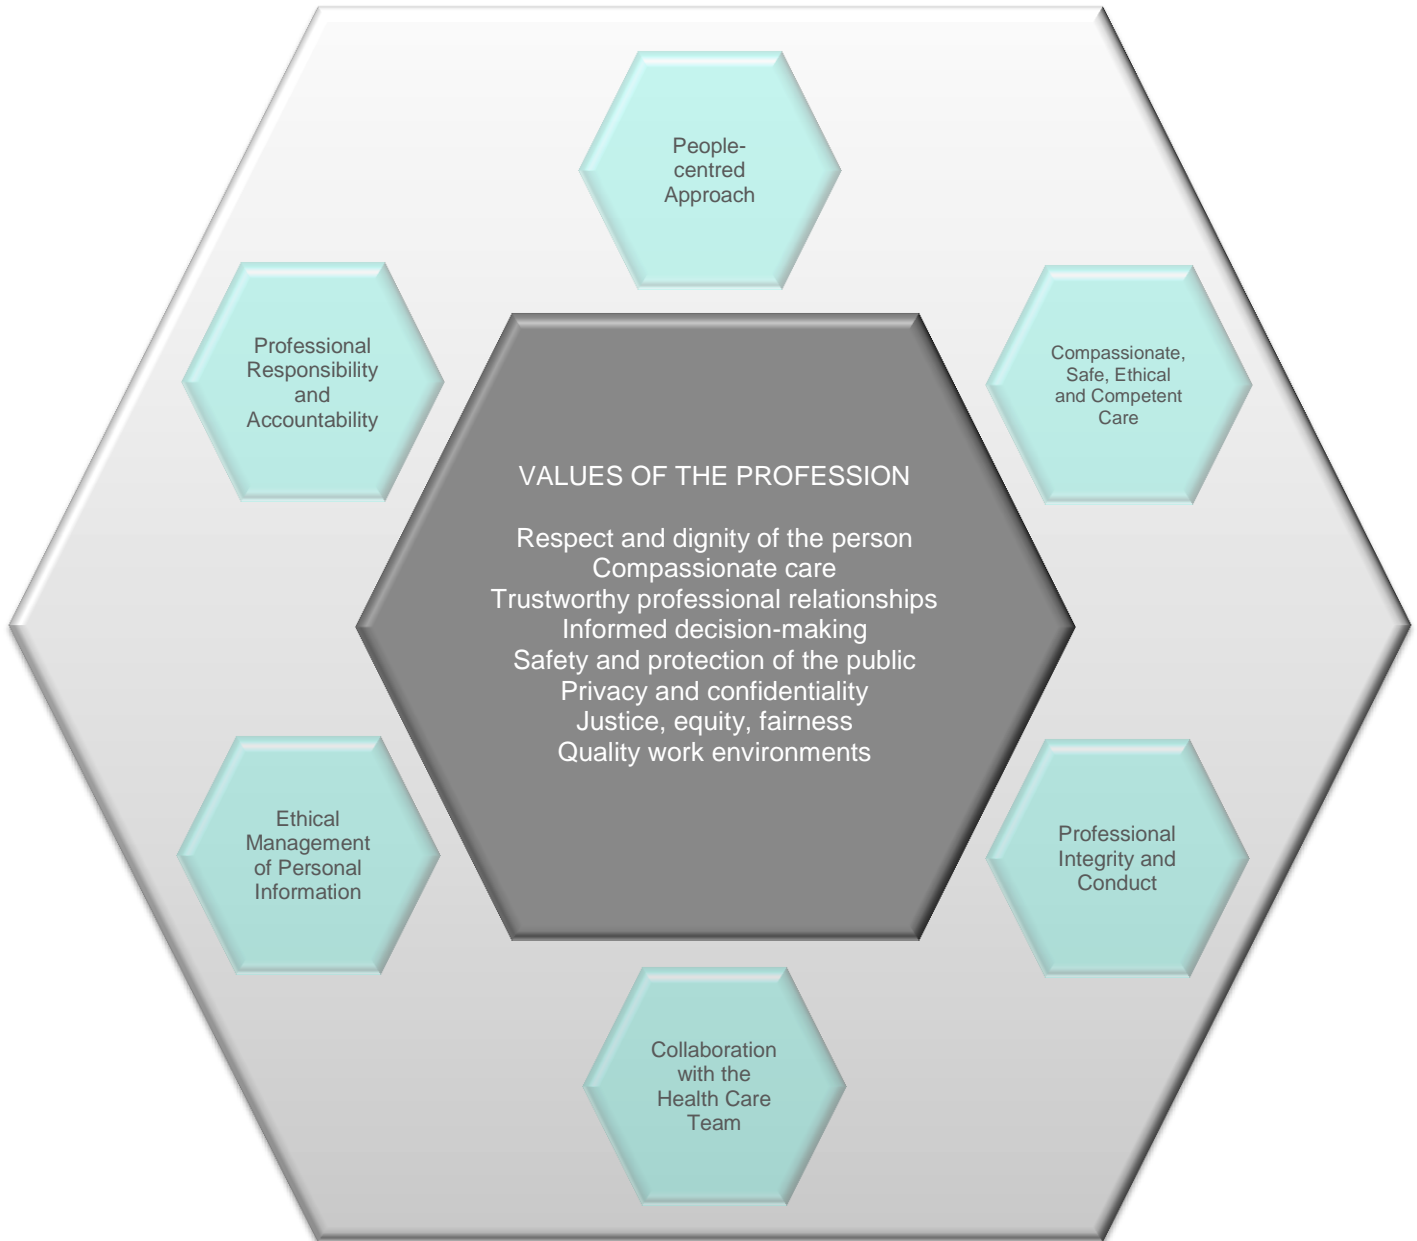 People-
centred
Approach
Professional
Responsibility
and
Accountability
Compassionate,
Safe, Ethical
and Competent
Care
VALUES OF THE PROFESSION
Respect and dignity of the person
Compassionate care
Trustworthy professional relationships
Informed decision-making
Safety and protection of the public
Privacy and confidentiality
Justice, equity, fairness
Quality work environments
Ethical
Management
of Personal
Information
Professional
Integrity and
Conduct
Collaboration
with the
Health Care
Team